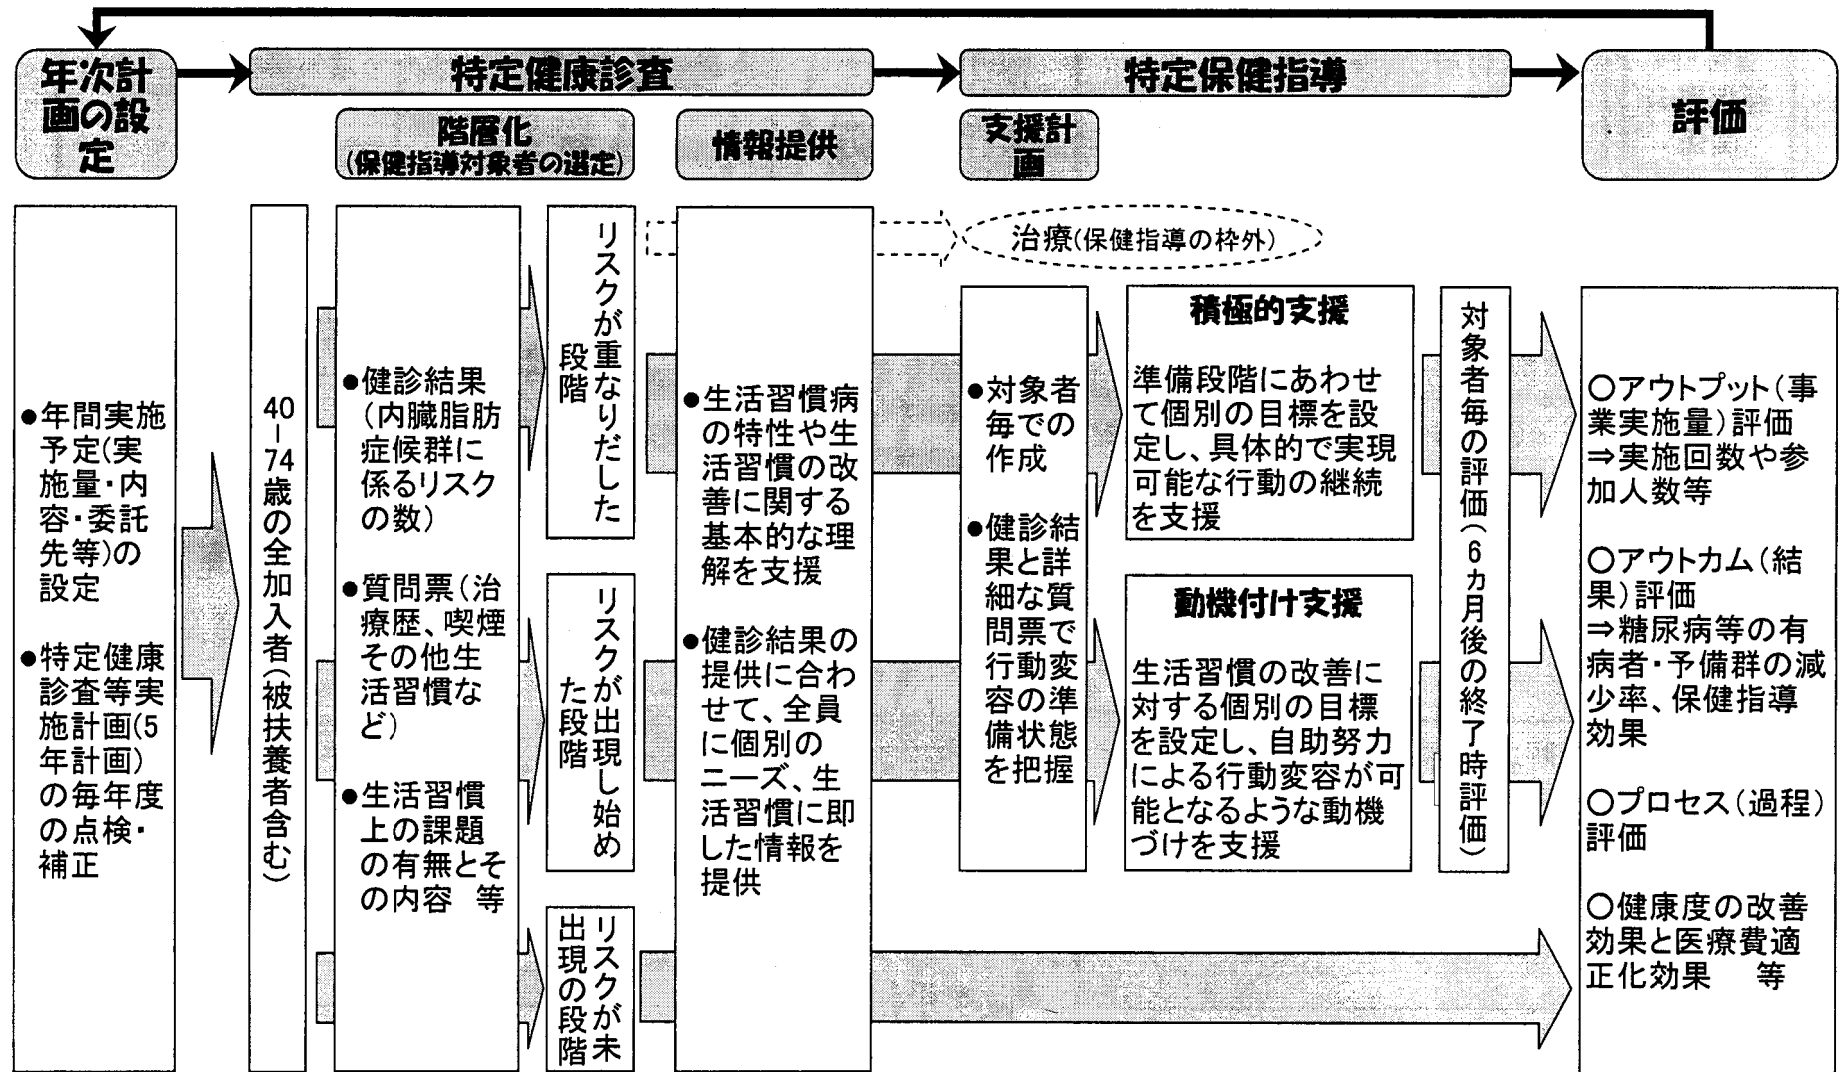 年次計
画の設
定
特定健康診査
特定保健指導
評価
階層化
(保健指導対象者の選定)
情報提供
支援計
画
●年間実施
予定(実
施量・内
容・委託
先等)の
設定
●特定健康
診査等実
施計画(5
年計画)
の毎年度
の点検・
補正
40-74歳の全加入者(被扶養者含む)
●健診結果
(内臓脂肪
症候群に
係るリスク
の数)
●質問票(治
療歴、喫煙
その他生
活習慣な
ど)
●生活習慣
上の課題
の有無とそ
の内容 等
リスクが重なりだした
段階
リスクが出現し始め
た段階
リスクが未
出現の段階
●生活習慣病
の特性や生
活習慣の改
善に関する
基本的な理
解を支援
●健診結果の
提供に合わ
せて、全員
に個別の
ニーズ、生
活習慣に即
した情報を
提供
治療(保健指導の枠外)
●対象者
毎での
作成
●健診結
果と詳
細な質
問票で
行動変
容の準
備状態
を把握
積極的支援
準備段階にあわせ
て個別の目標を設
定し、具体的で実現
可能な行動の継続
を支援
動機付け支援
生活習慣の改善に
対する個別の目標
を設定し、自助努力
による行動変容が可
能となるような動機
づけを支援
対象者毎の評価(6ヵ月後の終了時評価)
○アウトプット(事
業実施量)評価
⇒実施回数や参
加人数等
○アウトカム(結
果)評価
⇒糖尿病等の有
病者・予備群の減
少率、保健指導
効果
○プロセス(過程)
評価
○健康度の改善
効果と医療費適
正化効果 等